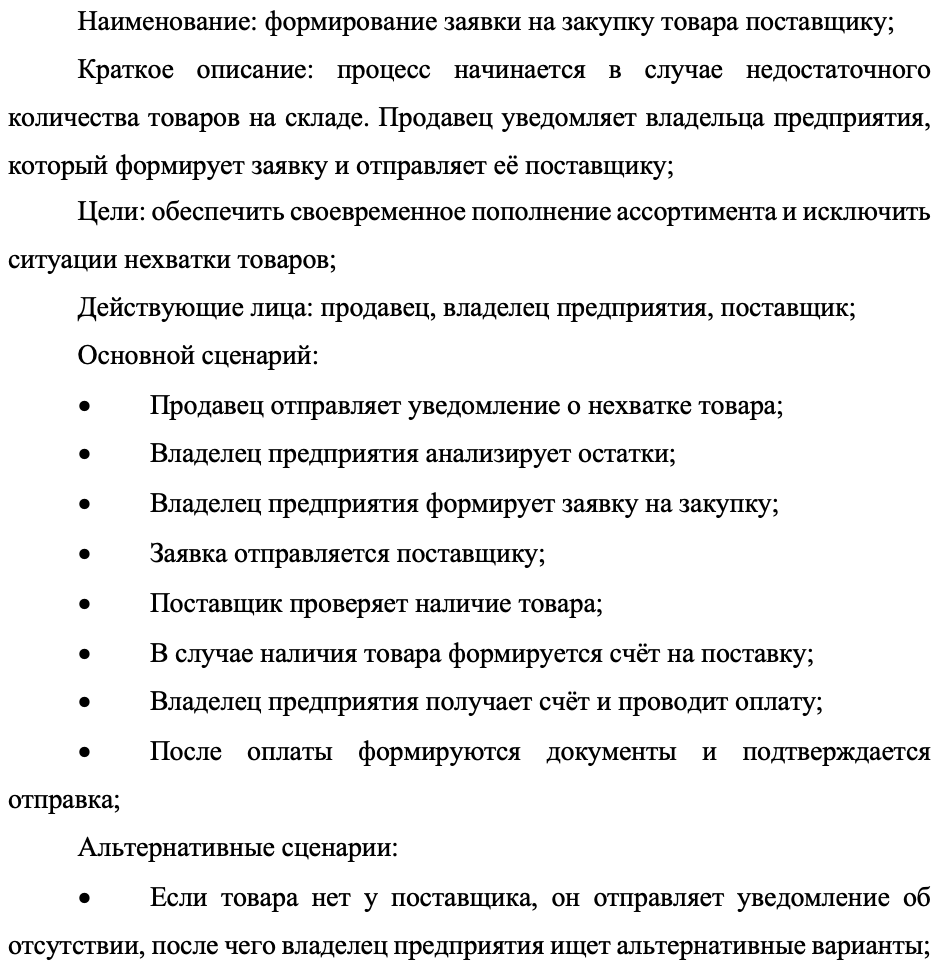 Наименование: формирование заявки на закупку товара поставщику;
Краткое описание: процесс начинается в случае недостаточного
количества товаров на складе. Продавец уведомляет владельца предприятия,
который формирует заявку и отправляет её поставщику;
Цели: обеспечить своевременное пополнение ассортимента и исключить
ситуации нехватки товаров;
Действующие лица: продавец, владелец предприятия, поставщик;
Основной сценарий:
• Продавец отправляет уведомление о нехватке товара;
• Владелец предприятия анализирует остатки;
• Владелец предприятия формирует заявку на закупку;
• Заявка отправляется поставщику;
• Поставщик проверяет наличие товара;
• В случае наличия товара формируется счёт на поставку;
• Владелец предприятия получает счёт и проводит оплату;
• После оплаты формируются документы и подтверждается
отправка;
Альтернативные сценарии:
• Если товара нет у поставщика, он отправляет уведомление об
отсутствии, после чего владелец предприятия ищет альтернативные варианты;